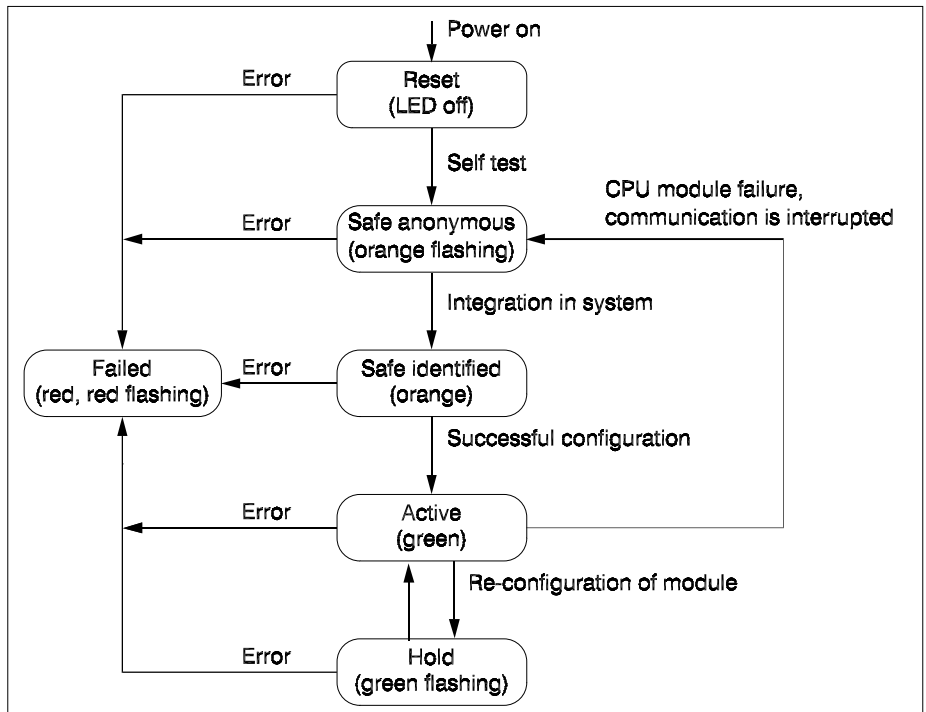 Power on
Error
Reset
(LED off)
Self test
CPU module failure,
communication is interrupted
Error
Safe anonymous
(orange flashing)
Integration in system
Failed
(red, red flashing)
Error
Safe identified
(orange)
Successful configuration
Error
Active
(green)
Re-configuration of module
Error
Hold
(green flashing)